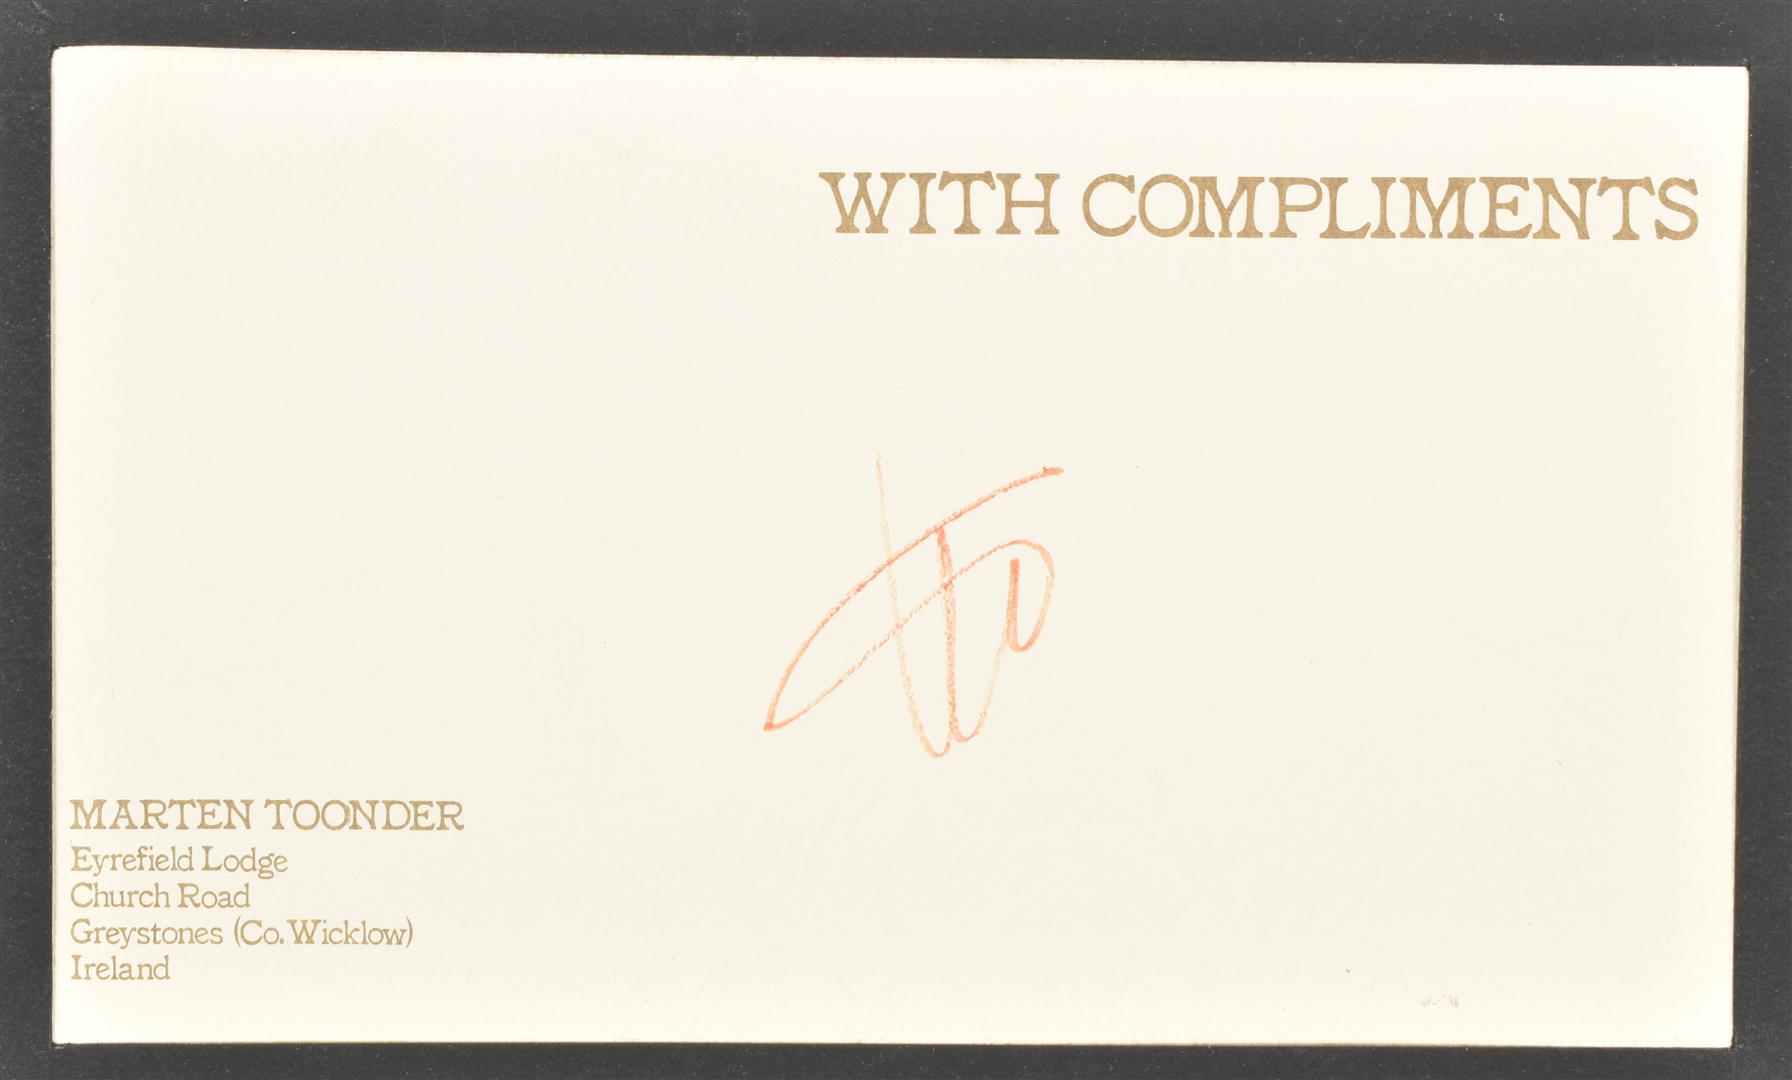 WITH COMPLIMENTS
MARTEN TOONDER
Eyrefield Lodge
Church Road
Greystones (Co. Wicklow)
Ireland